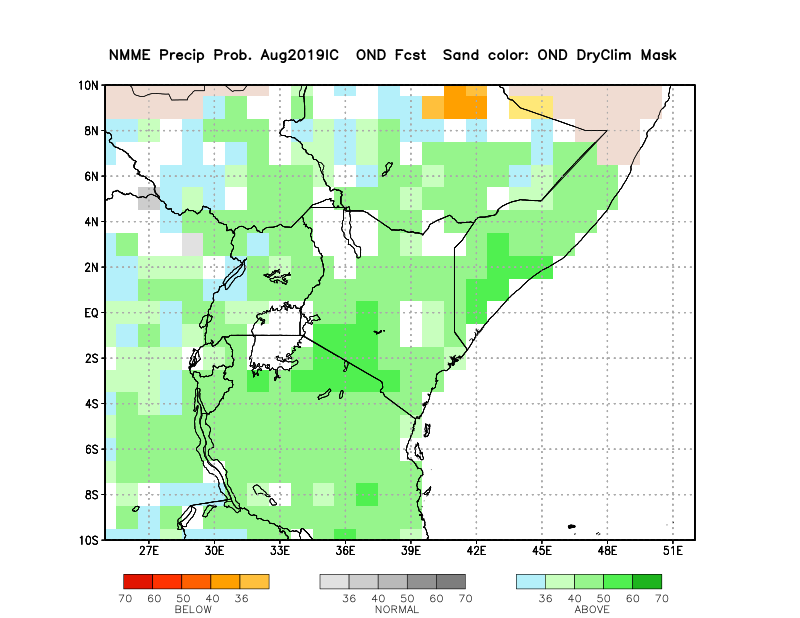 NMME Precip Prob. Aug2019IC  OND Fcst  Sand color: OND DryClim Mask
10N
8N
6N
4N
2N
EQ
2S
4S
6S
8S
10S
27E 30E 33E 36E 39E 42E 45E 48E 51E
70 60 50 40 36 36 40 50 60 70 36 40 50 60 70
BELOW NORMAL ABOVE